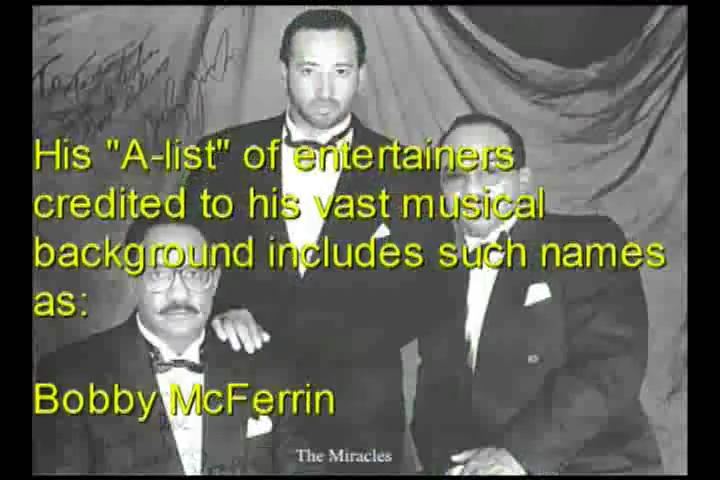 His "A-list" of entertainers
credited to his vast musical
background includes such names
as:
Bobby McFerrin
The Miracles